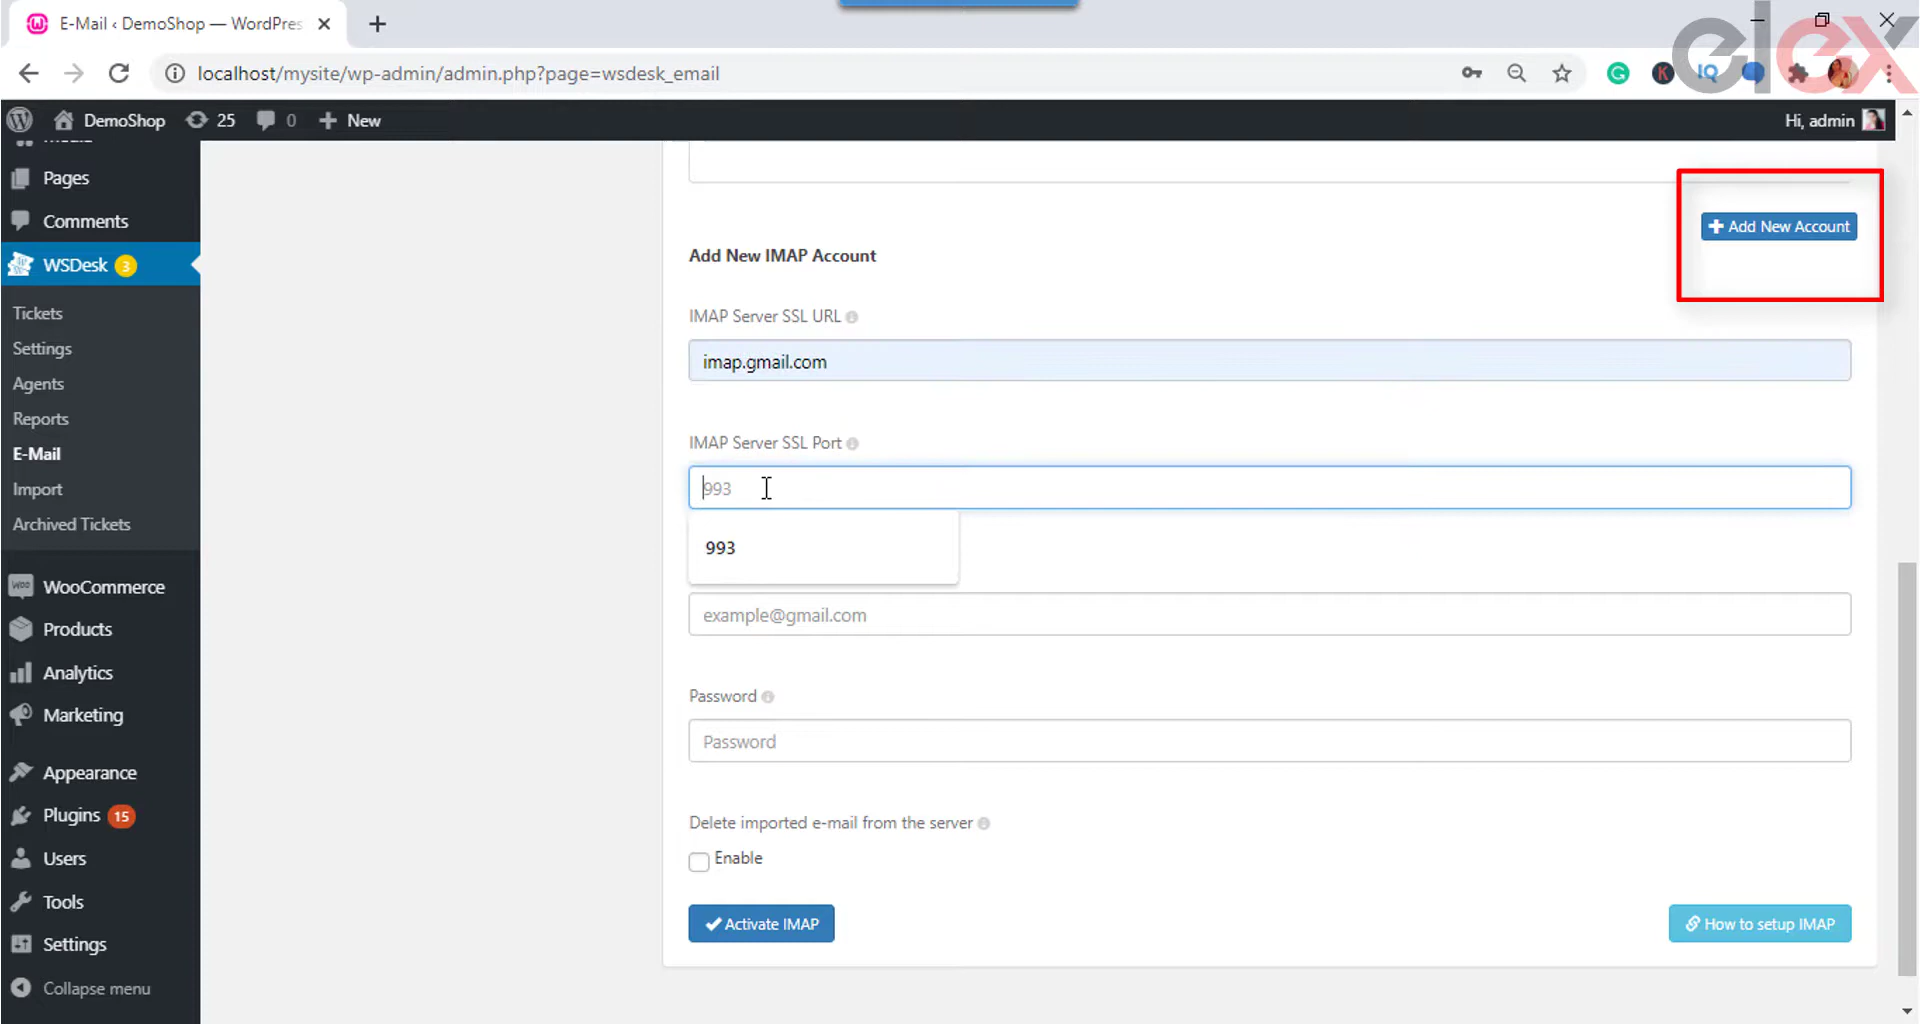 E-Mail ‹ DemoShop — WordPres
elex
localhost/mysite/wp-admin/admin.php?page=wsdesk_email
K
IQ
DemoShop
25
0
New
Hi, admin
Media
Pages
Comments
WSDesk 3
Tickets
Settings
Agents
Reports
E-Mail
Import
Archived Tickets
WooCommerce
Products
Analytics
Marketing
Appearance
Plugins 15
Users
Tools
Settings
Collapse menu
Add New Account
Add New IMAP Account
IMAP Server SSL URL
imap.gmail.com
IMAP Server SSL Port
993
993
example@gmail.com
Password
Password
Delete imported e-mail from the server
Enable
Activate IMAP
How to setup IMAP